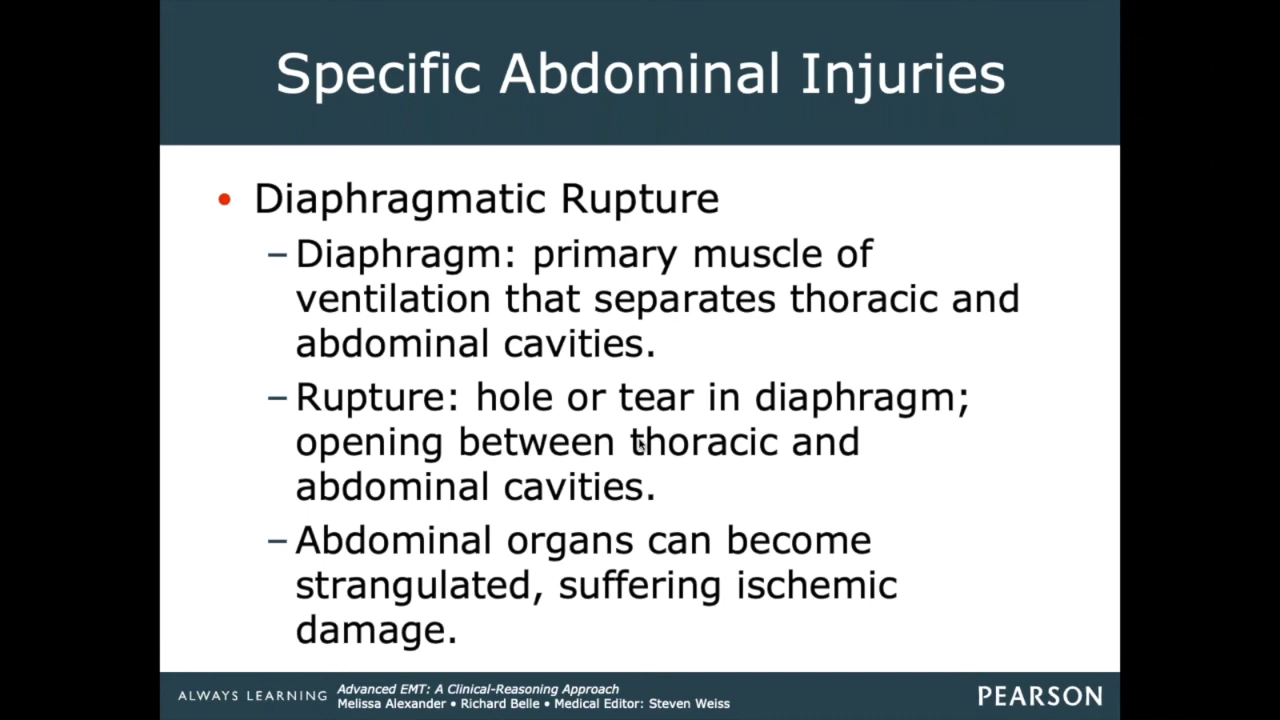 Specific Abdominal Injuries
• Diaphragmatic Rupture
– Diaphragm: primary muscle of
ventilation that separates thoracic and
abdominal cavities.
– Rupture: hole or tear in diaphragm;
opening between thoracic and
abdominal cavities.
– Abdominal organs can become
strangulated, suffering ischemic
damage.
ALWAYS LEARNING
Advanced EMT: A Clinical-Reasoning Approach
Melissa Alexander • Richard Belle • Medical Editor: Steven Weiss
PEARSON